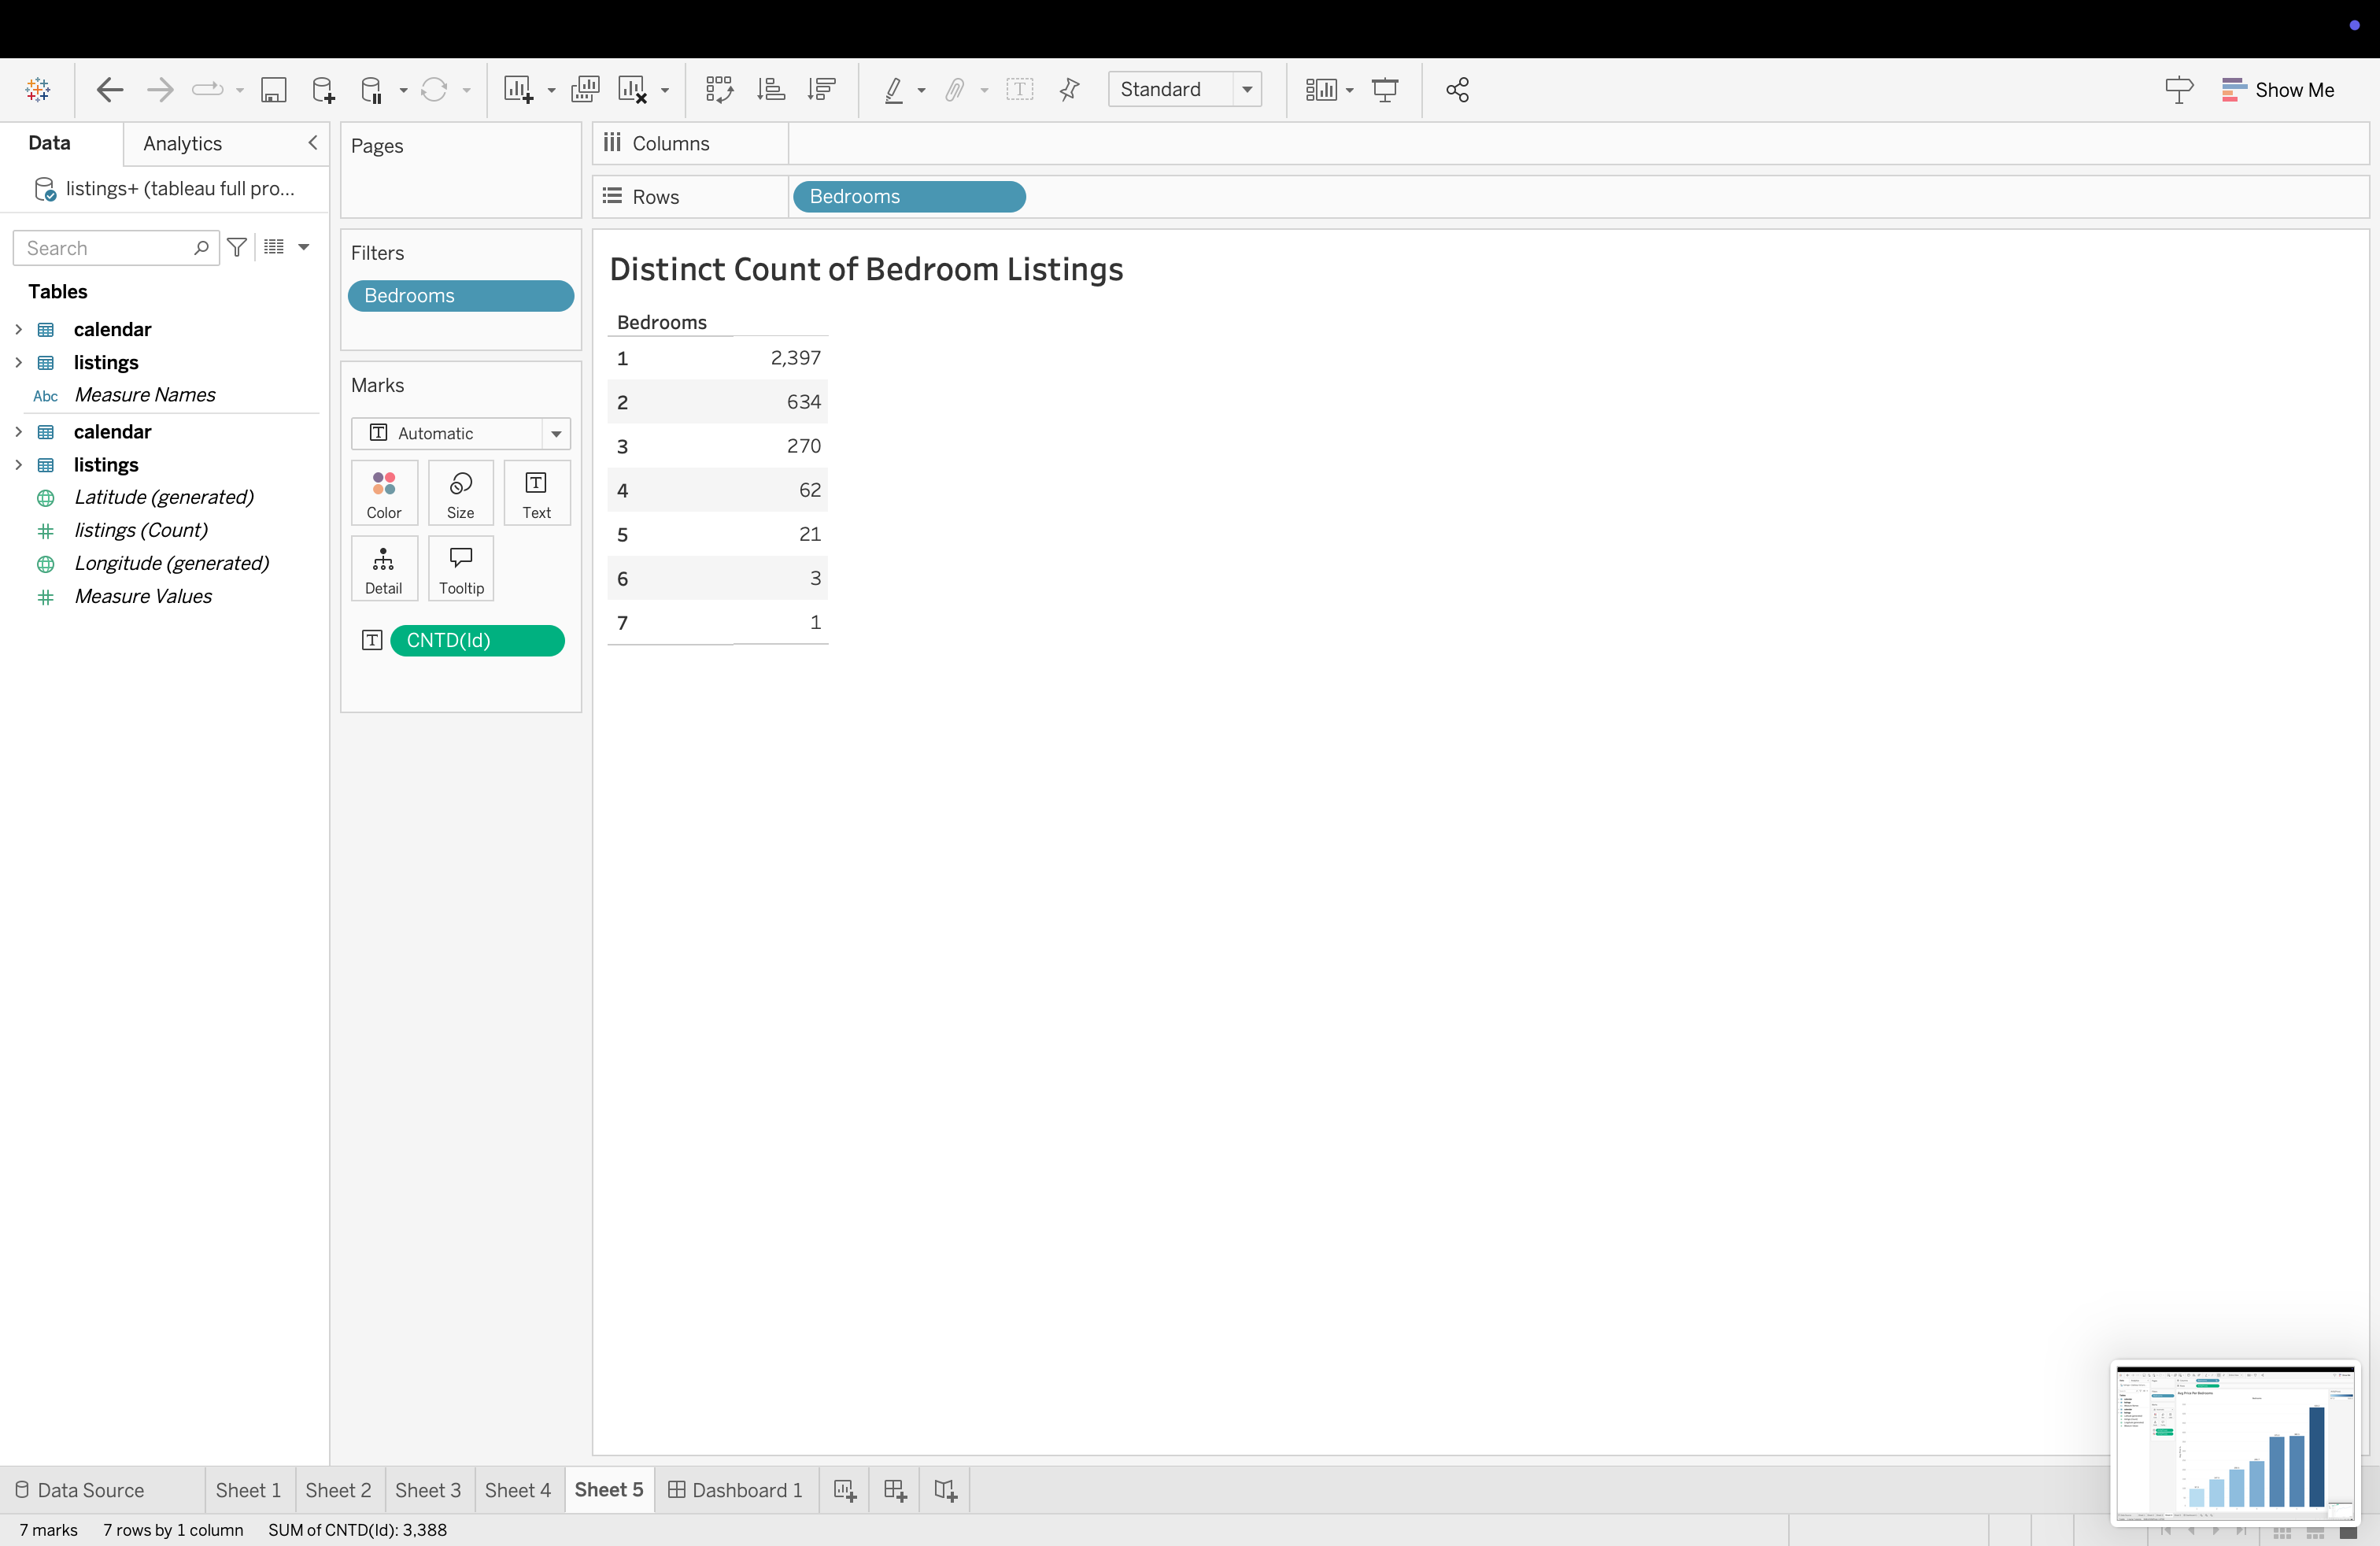 Standard
Show Me
Data
Analytics
listings+ (tableau full pro...
Search
Tables
calendar
listings
Abc Measure Names
calendar
listings
Latitude (generated)
listings (Count)
Longitude (generated)
Measure Values
Pages
Filters
Bedrooms
Marks
Automatic
Color
Size
Text
Detail
Tooltip
CNTD(Id)
Columns
Rows
Bedrooms
Distinct Count of Bedroom Listings
Bedrooms
1 2,397
2 634
3 270
4 62
5 21
6 3
7 1
Data Source
Sheet 1
Sheet 2
Sheet 3
Sheet 4
Sheet 5
Dashboard 1
7 marks
7 rows by 1 column
SUM of CNTD(Id): 3,388